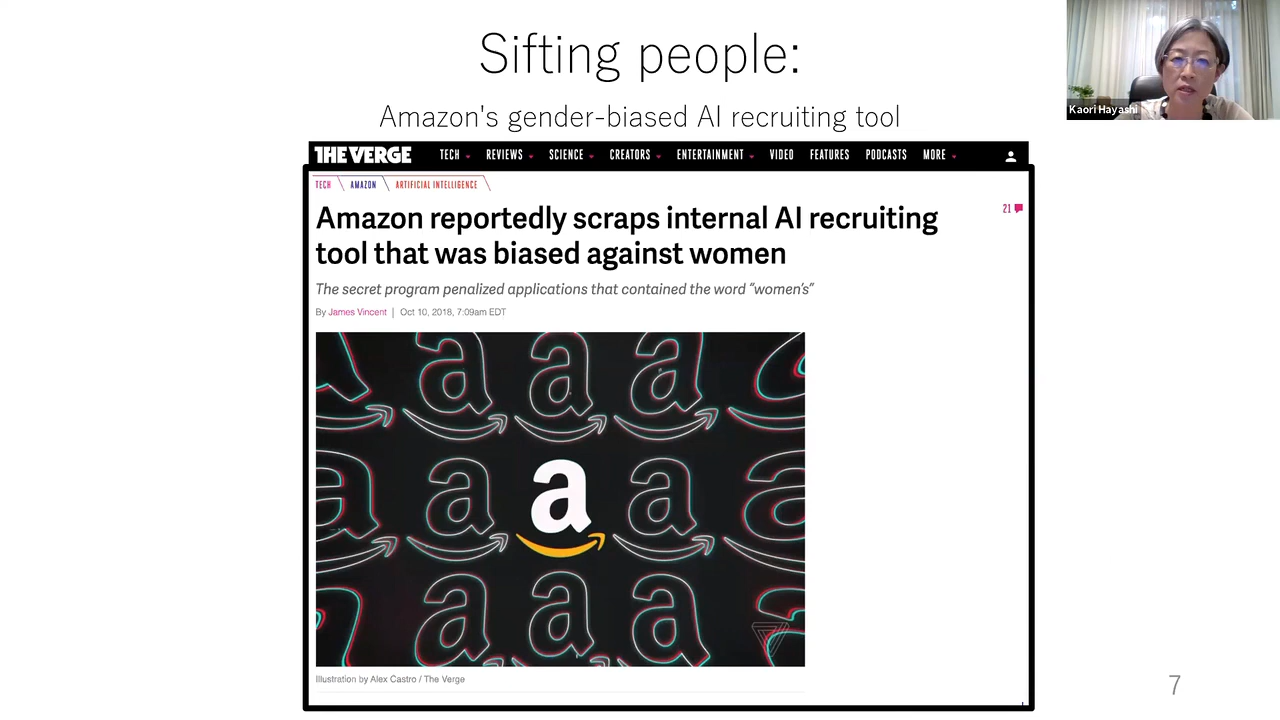 Sifting people:
Amazon's gender-biased AI recruiting tool
Kaori Hayashi
THE VERGE TECH REVIEWS SCIENCE CREATORS ENTERTAINMENT VIDEO FEATURES PODCASTS MORE
TECH AMAZON ARTIFICIAL INTELLIGENCE
21
Amazon reportedly scraps internal AI recruiting
tool that was biased against women
The secret program penalized applications that contained the word “women’s”
By James Vincent | Oct 10, 2018, 7:09am EDT
a
Illustration by Alex Castro / The Verge
7